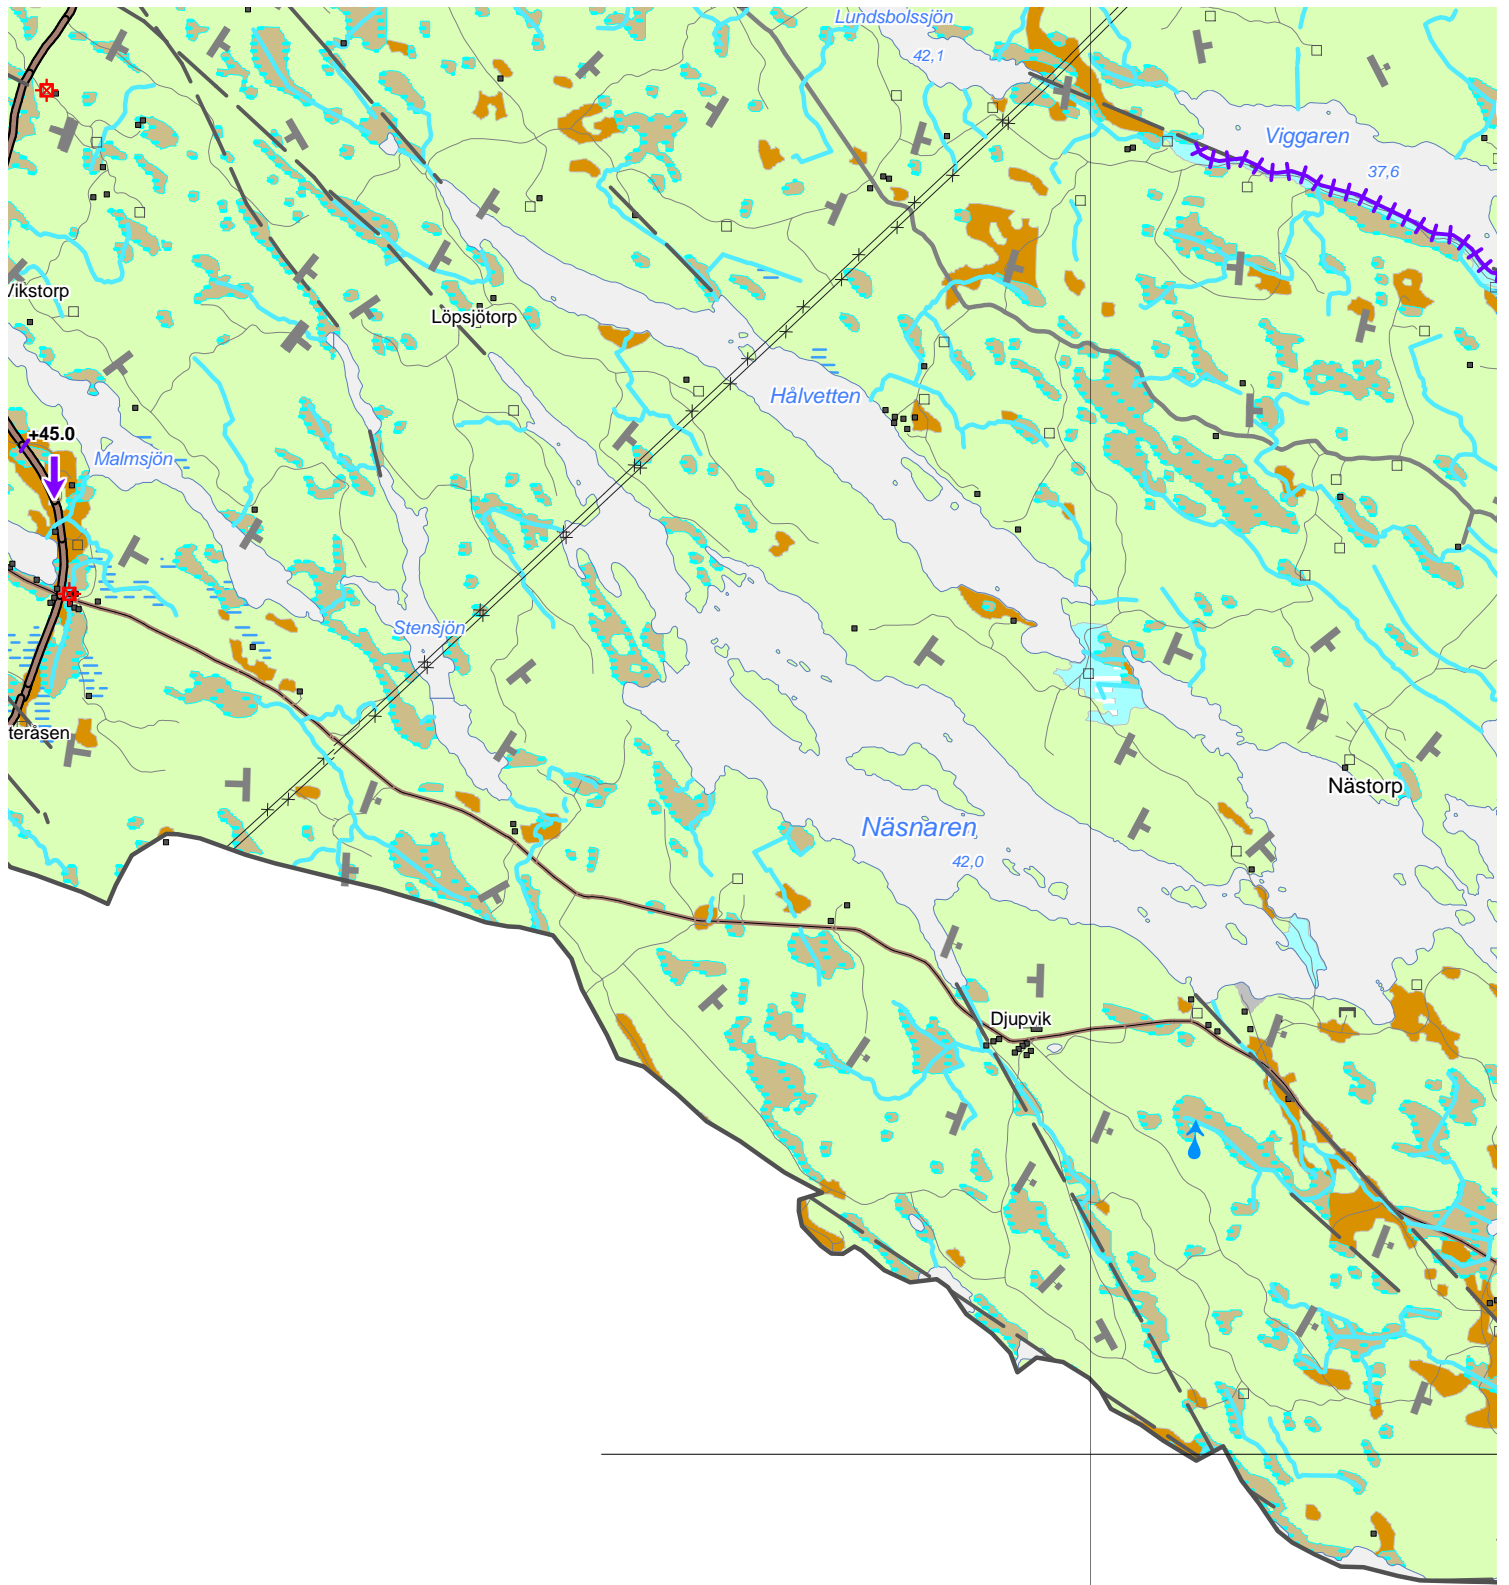 Lundsbolssjön
42,1
Viggaren
37,6
Vikstorp
Löpsjötorp
Hålvetten
+45.0
Malmsjön
Stensjön
teråsen
Nästorp
Näsnaren
42,0
Djupvik